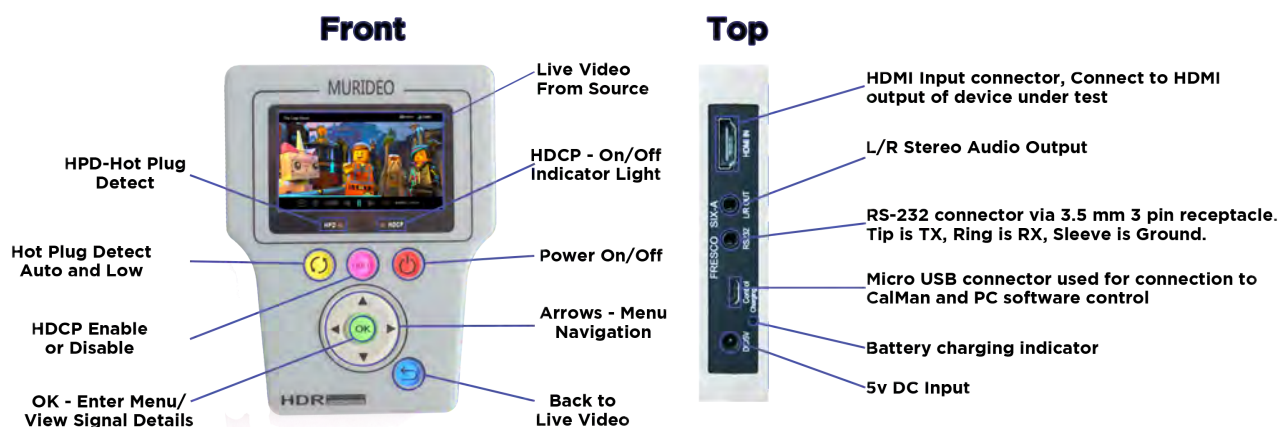 Front
Top
MURIDEO
Live Video
From Source
HPD-Hot Plug
Detect
HDCP - On/Off
Indicator Light
HPD
HDCP
Hot Plug Detect
Auto and Low
Power On/Off
HDCP Enable
or Disable
OK
Arrows - Menu
Navigation
HDR
OK - Enter Menu/
View Signal Details
Back to
Live Video
HDMI IN
HDMI Input connector, Connect to HDMI
output of device under test
L/R OUT
L/R Stereo Audio Output
FRESCO SIX-A
RS232
RS-232 connector via 3.5 mm 3 pin receptacle.
Tip is TX, Ring is RX, Sleeve is Ground.
Control
Micro USB connector used for connection to
CalMan and PC software control
Charging
Battery charging indicator
DC/5V
5v DC Input